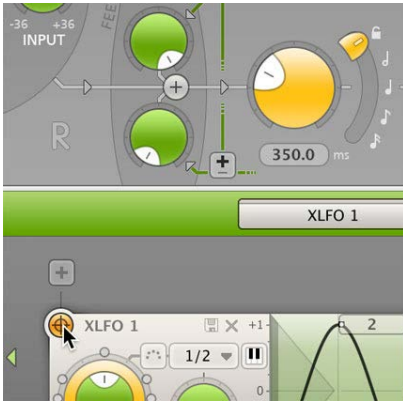 -36 +36
INPUT
FEE
R
350.0 ms
XLFO 1
XLFO 1
+1
2
1/2
0